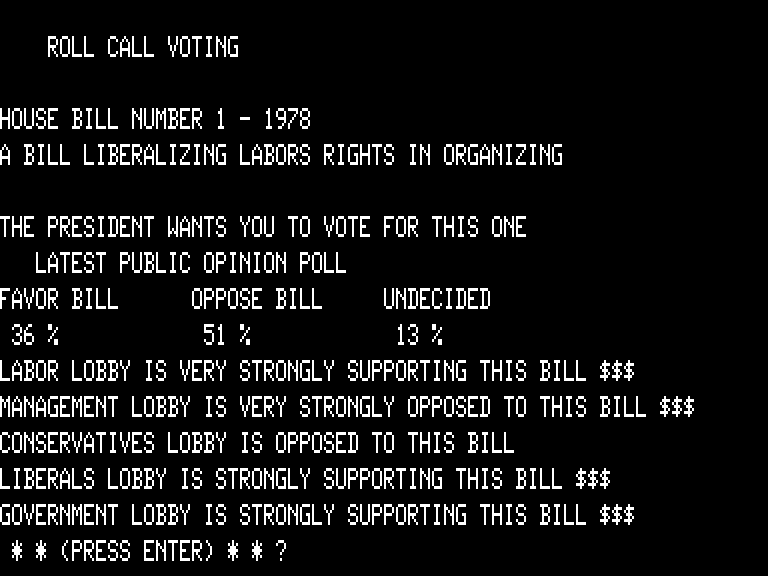 ROLL CALL VOTING
HOUSE BILL NUMBER 1 - 1978
A BILL LIBERALIZING LABORS RIGHTS IN ORGANIZING
THE PRESIDENT WANTS YOU TO VOTE FOR THIS ONE
LATEST PUBLIC OPINION POLL
FAVOR BILL OPPOSE BILL UNDECIDED
36 % 51 % 13 %
LABOR LOBBY IS VERY STRONGLY SUPPORTING THIS BILL $$$
MANAGEMENT LOBBY IS VERY STRONGLY OPPOSED TO THIS BILL $$$
CONSERVATIVES LOBBY IS OPPOSED TO THIS BILL
LIBERALS LOBBY IS STRONGLY SUPPORTING THIS BILL $$$
GOVERNMENT LOBBY IS STRONGLY SUPPORTING THIS BILL $$$
* * (PRESS ENTER) * * ?